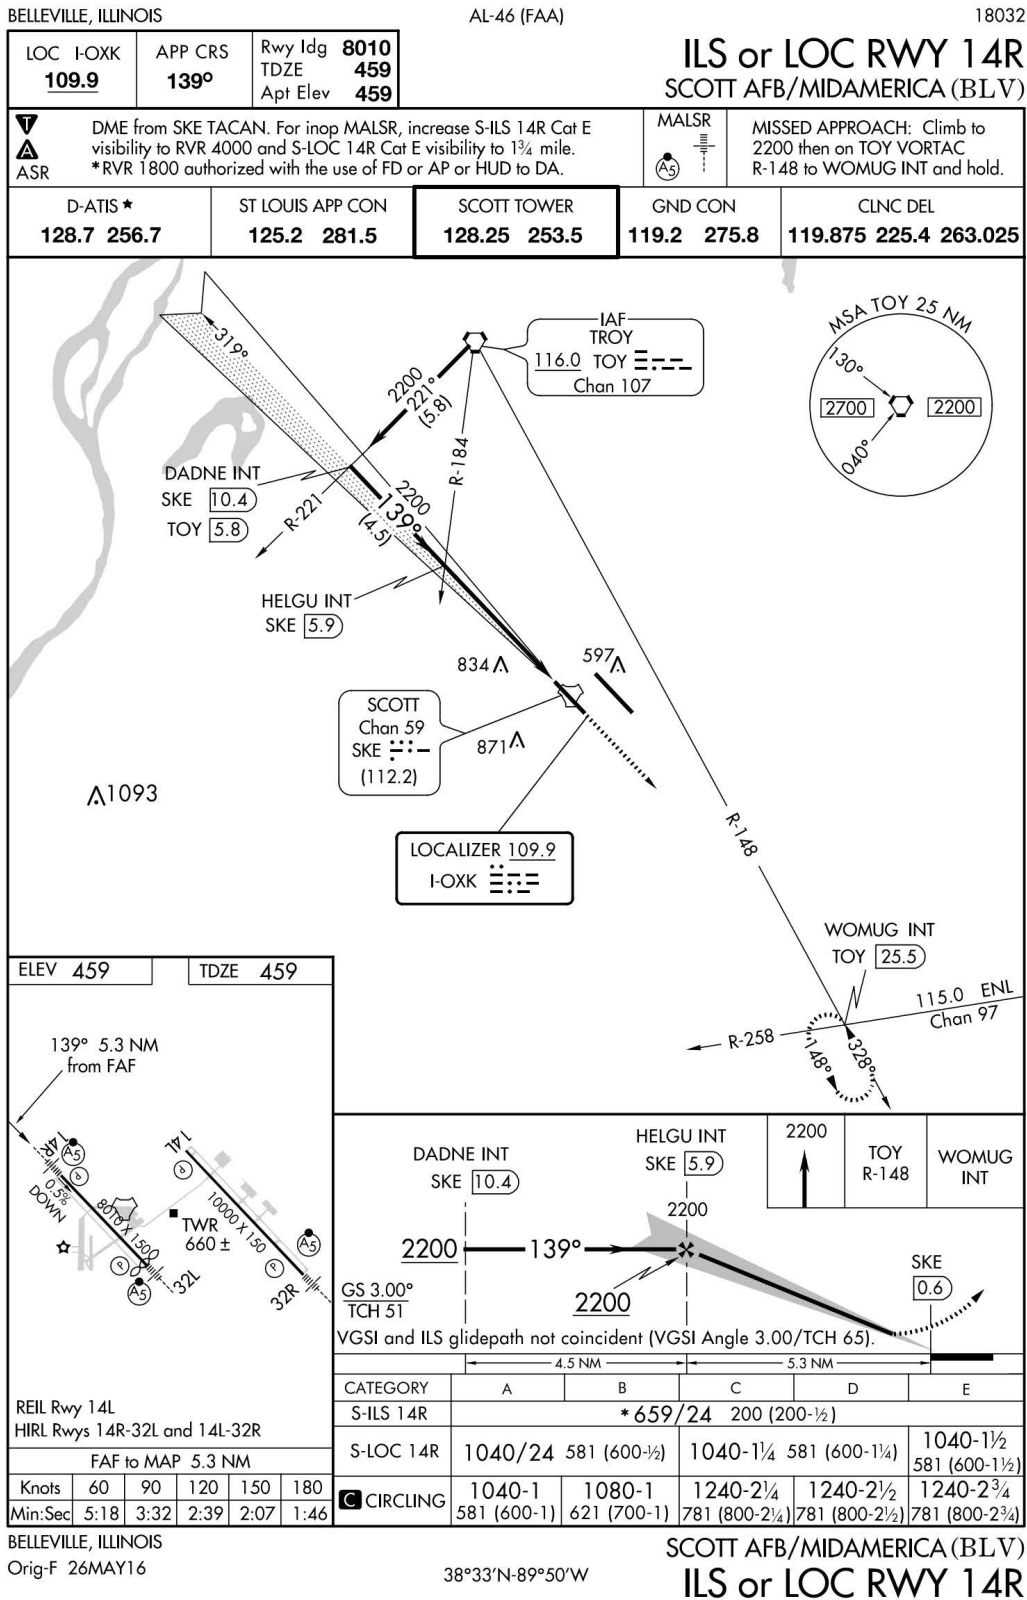 BELLEVILLE, ILLINOIS
AL-46 (FAA)
18032
LOC I-OXK
109.9
APP CRS
139°
Rwy ldg 8010
TDZE 459
Apt Elev 459
ILS or LOC RWY 14R
SCOTT AFB/MIDAMERICA (BLV)
T
A
ASR
DME from SKE TACAN. For inop MALSR, increase S-ILS 14R Cat E
visibility to RVR 4000 and S-LOC 14R Cat E visibility to 1¾ mile.
*RVR 1800 authorized with the use of FD or AP or HUD to DA.
MALSR
A5
MISSED APPROACH: Climb to
2200 then on TOY VORTAC
R-148 to WOMUG INT and hold.
D-ATIS ★
128.7 256.7
ST LOUIS APP CON
125.2 281.5
SCOTT TOWER
128.25 253.5
GND CON
119.2 275.8
CLNC DEL
119.875 225.4 263.025
319°
IAF
TROY
116.0 TOY
Chan 107
MSA TOY 25 NM
130°
2700
2200
040°
2200
221°
(5.8)
R-184
DADNE INT
SKE 10.4
TOY 5.8
R-221
2200
139°
(4.5)
HELGU INT
SKE 5.9
834
597
SCOTT
Chan 59
SKE
(112.2)
871
1093
LOCALIZER 109.9
I-OXK
R-148
WOMUG INT
TOY 25.5
115.0 ENL
Chan 97
R-258
148°
328°
ELEV 459
TDZE 459
139° 5.3 NM
from FAF
14R
A5
P
0.5%
DOWN
8010 X 1500
14L
P
10000 X 150
TWR
660 ±
P
A5
32L
P
A5
32R
REIL Rwy 14L
HIRL Rwys 14R-32L and 14L-32R
FAF to MAP 5.3 NM
Knots 60 90 120 150 180
Min:Sec 5:18 3:32 2:39 2:07 1:46
DADNE INT
SKE 10.4
HELGU INT
SKE 5.9
2200
2200
TOY
R-148
WOMUG
INT
2200
139°
2200
SKE
0.6
GS 3.00°
TCH 51
VGSI and ILS glidepath not coincident (VGSI Angle 3.00/TCH 65).
4.5 NM
5.3 NM
CATEGORY A B C D E
S-ILS 14R *659/24 200 (200-½)
S-LOC 14R 1040/24 581 (600-½) 1040-1¼ 581 (600-1¼) 1040-1½ 581 (600-1½)
C CIRCLING 1040-1 1080-1 1240-2¼ 1240-2½ 1240-2¾
581 (600-1) 621 (700-1) 781 (800-2¼) 781 (800-2½) 781 (800-2¾)
BELLEVILLE, ILLINOIS
Orig-F 26MAY16
38°33'N-89°50'W
SCOTT AFB/MIDAMERICA (BLV)
ILS or LOC RWY 14R